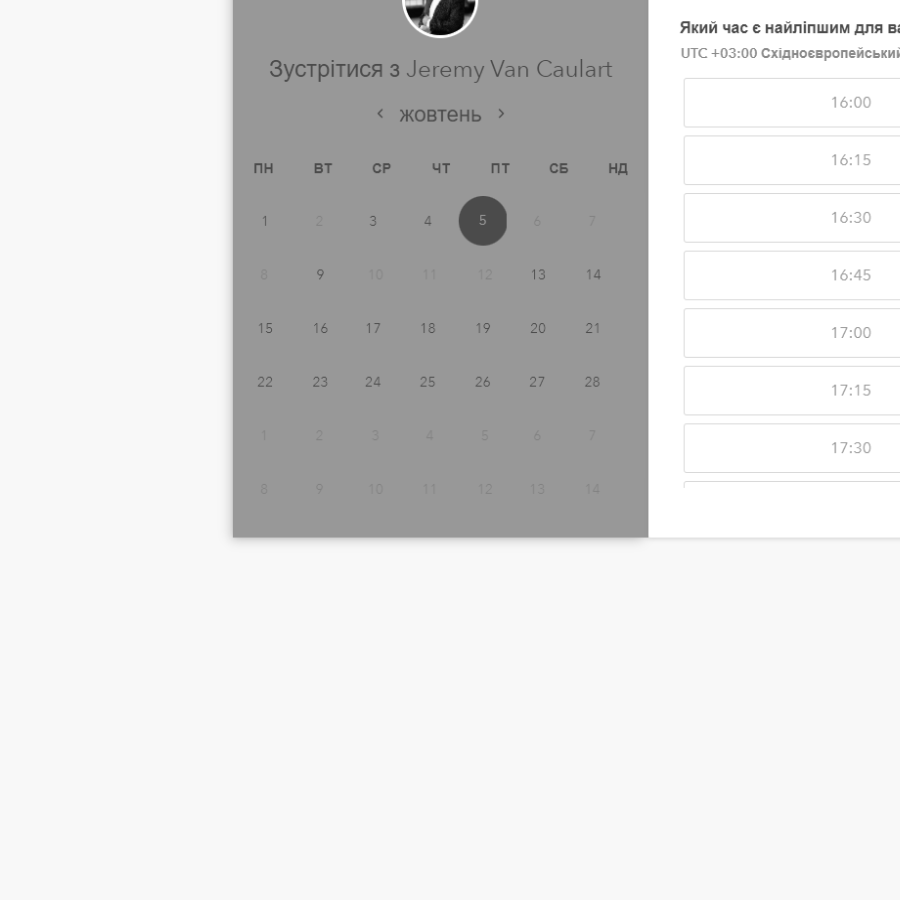 Зустрітися з Jeremy Van Caulart
‹ жовтень ›
ПН ВТ СР ЧТ ПТ СБ НД
1 2 3 4 5 6 7
8 9 10 11 12 13 14
15 16 17 18 19 20 21
22 23 24 25 26 27 28
1 2 3 4 5 6 7
8 9 10 11 12 13 14
Який час є найліпшим для ва
UTC +03:00 Східноєвропейський
16:00
16:15
16:30
16:45
17:00
17:15
17:30